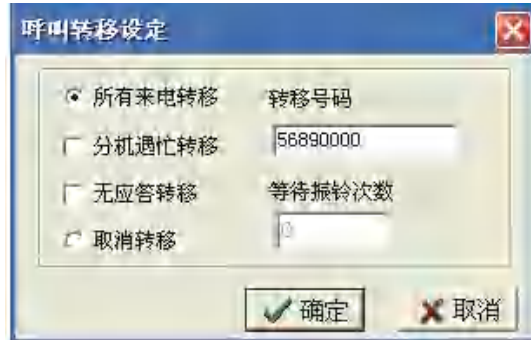 呼叫转移设定
所有来电转移 转移号码
分机遇忙转移 56890000
无应答转移 等待振铃次数
取消转移
确定 取消